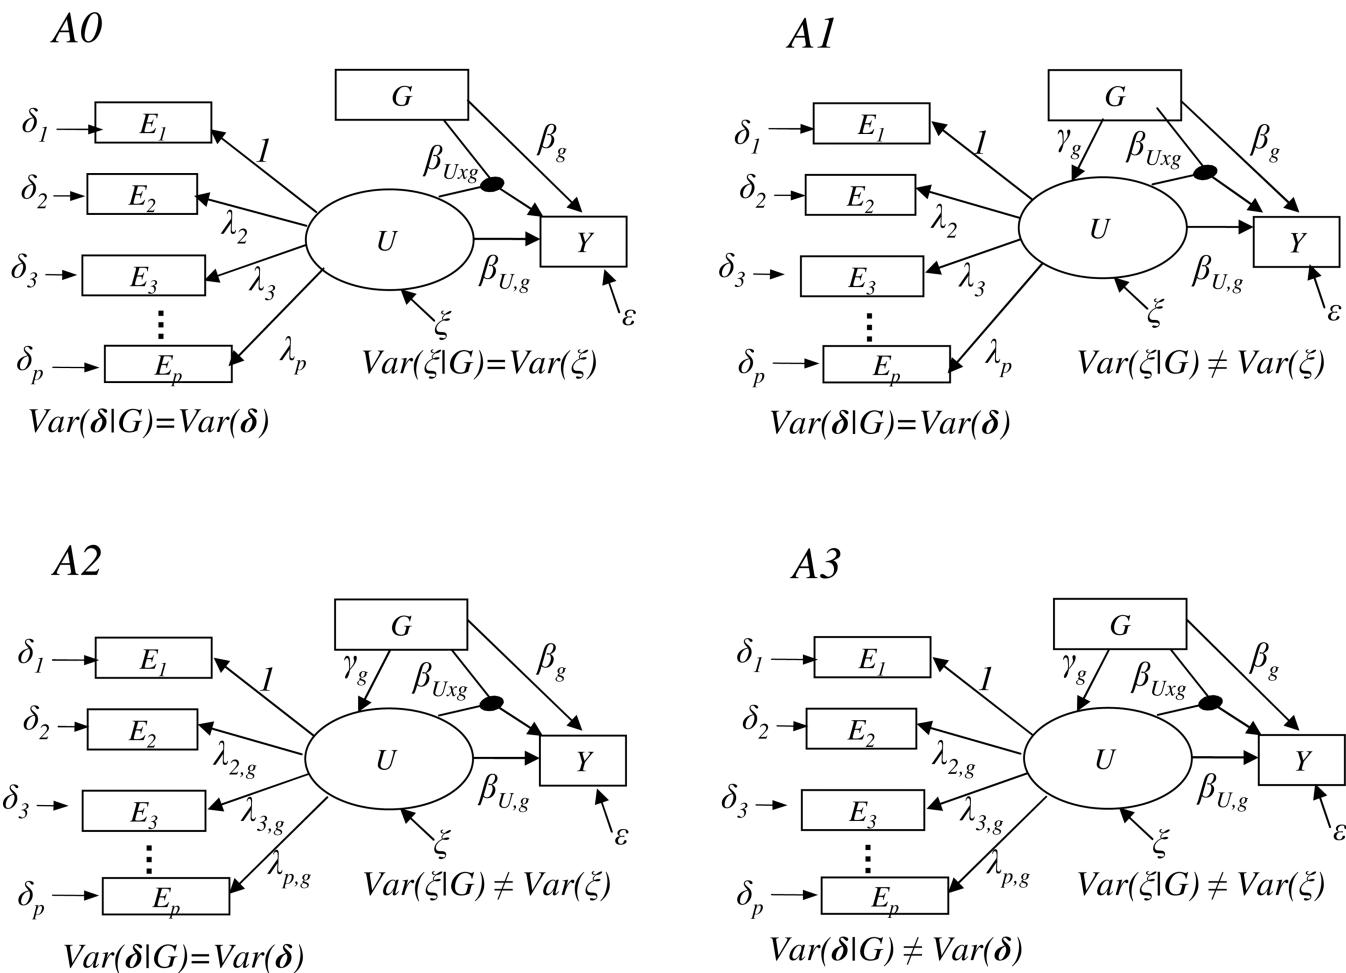 A0
G
δ1 E1
1
βUxg
βg
δ2 E2
λ2
U
Y
δ3 E3
λ3
βU,g
ξ
ε
δp Ep
λp
Var(ξ|G)=Var(ξ)
Var(δ|G)=Var(δ)
A1
G
δ1 E1
1
γg
βUxg
βg
δ2 E2
λ2
U
Y
δ3 E3
λ3
βU,g
ξ
ε
δp Ep
λp
Var(ξ|G) ≠ Var(ξ)
Var(δ|G)=Var(δ)
A2
G
δ1 E1
1
γg
βUxg
βg
δ2 E2
λ2,g
U
Y
δ3 E3
λ3,g
βU,g
ξ
ε
δp Ep
λp,g
Var(ξ|G) ≠ Var(ξ)
Var(δ|G)=Var(δ)
A3
G
δ1 E1
1
γg
βUxg
βg
δ2 E2
λ2,g
U
Y
δ3 E3
λ3,g
βU,g
ξ
ε
δp Ep
λp,g
Var(ξ|G) ≠ Var(ξ)
Var(δ|G) ≠ Var(δ)